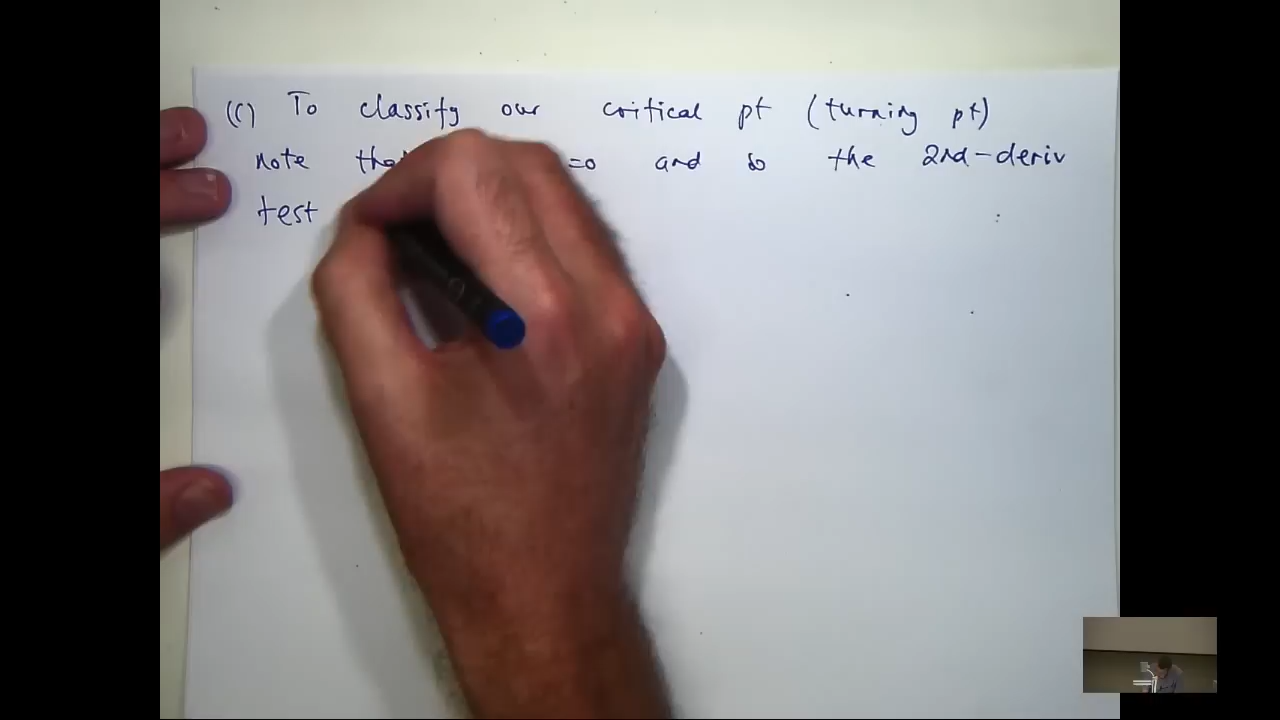 (c) To classify our critical pt (turning pt)
note =0 and so the 2nd-deriv
test